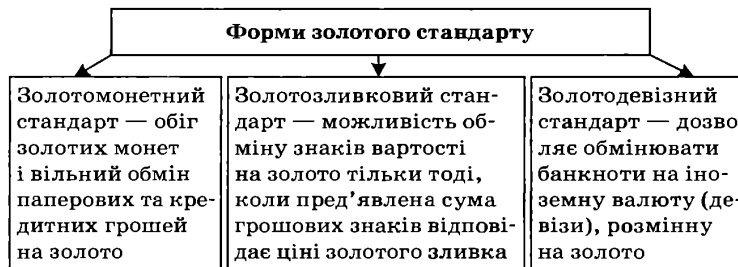 Форми золотого стандарту
Золотомонетний
стандарт — обіг
золотих монет
і вільний обмін
паперових та кре-
дитних грошей
на золото
Золотозливковий стан-
дарт — можливість об-
міну знаків вартості
на золото тільки тоді,
коли пред’явлена сума
грошових знаків відпові-
дає ціні золотого зливка
Золотодевізний
стандарт — дозво
ляє обмінювати
банкноти на іно-
земну валюту (де-
візи), розмінну
на золото